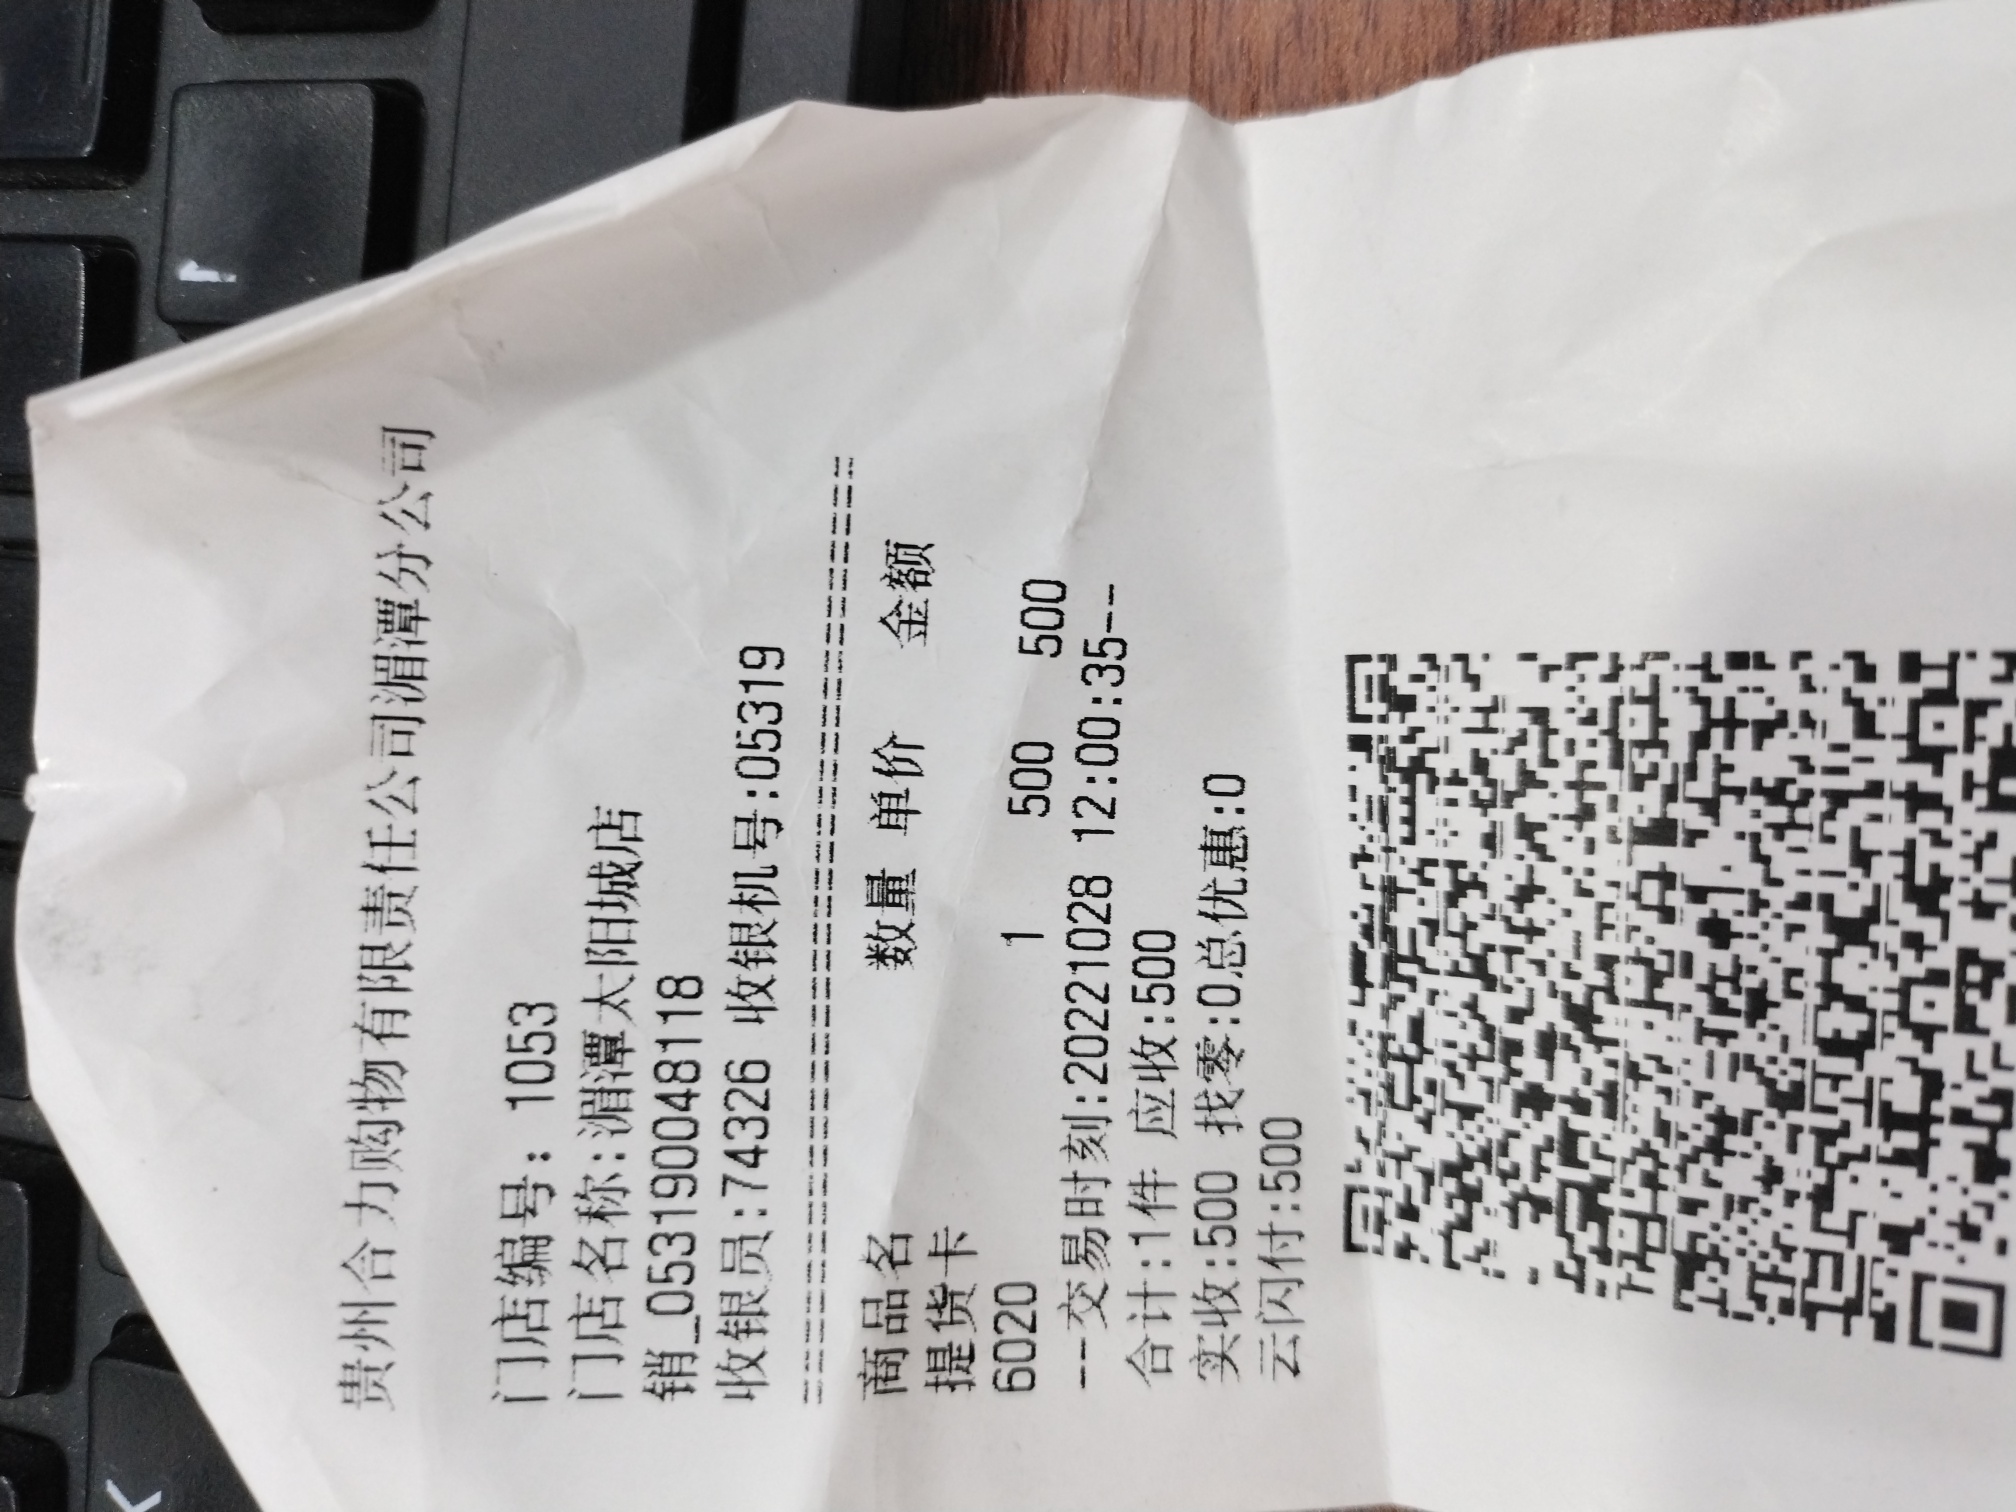 贵州合力购物有限责任公司湄潭分公司
门店编号: 1053
门店名称:湄潭太阳城店
销_053190048118
收银员:74326 收银机号:05319
商品名 数量 单价 金额
提货卡
6020 1 500 500
--交易时刻:20221028 12:00:35--
合计:1件 应收:500
实收:500 找零:0总优惠:0
云闪付:500